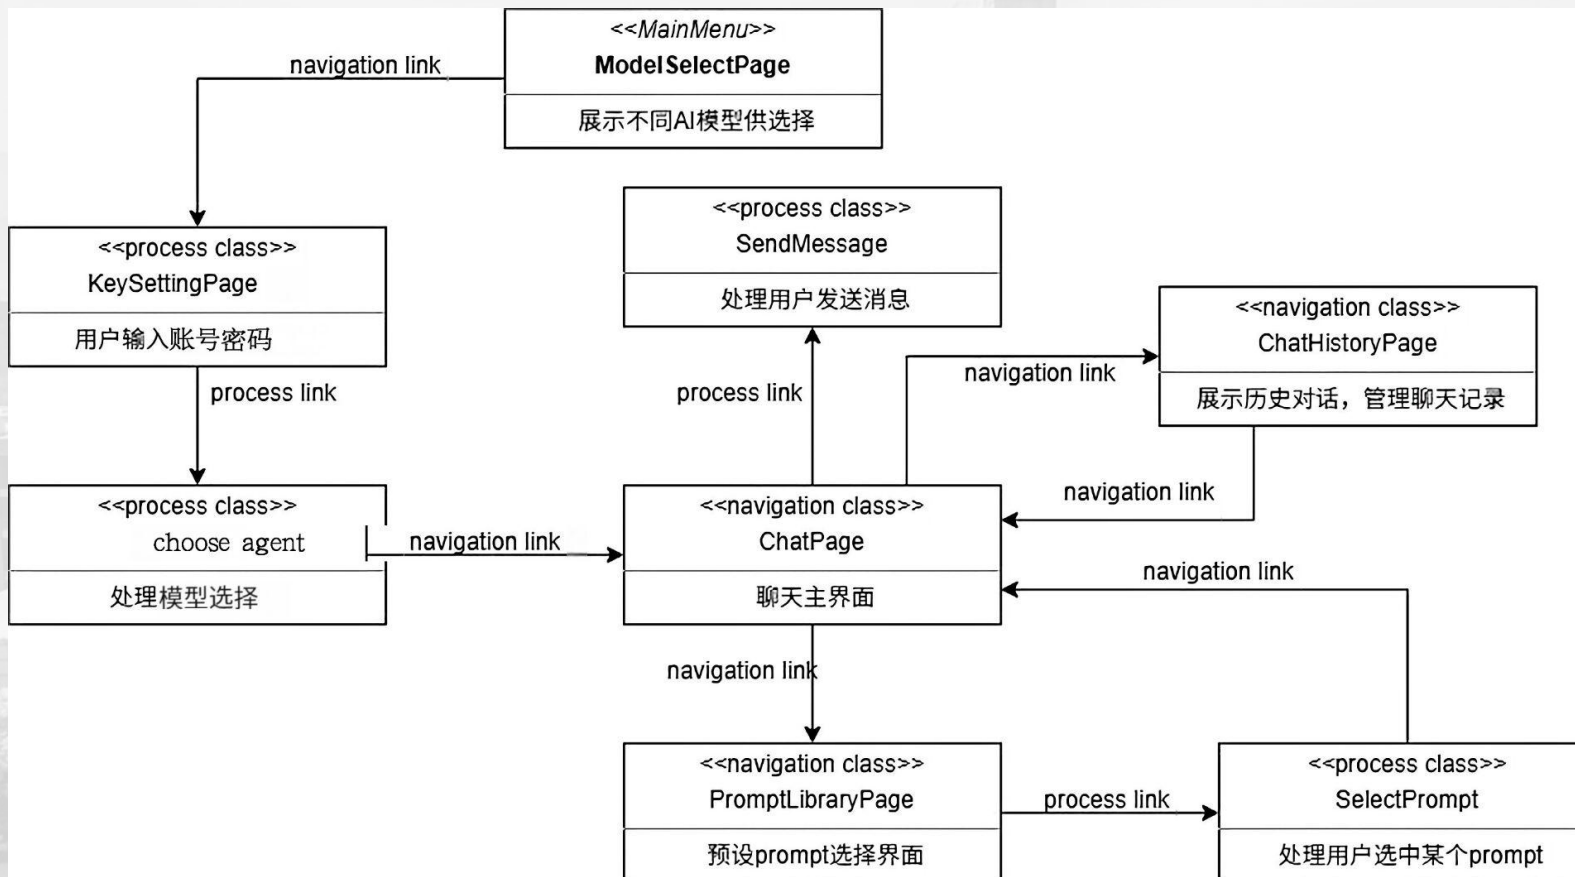 <<MainMenu>>
ModelSelectPage
展示不同AI模型供选择
navigation link
<<process class>>
KeySettingPage
用户输入账号密码
process link
<<process class>>
choose agent
处理模型选择
navigation link
<<process class>>
SendMessage
处理用户发送消息
process link
<<navigation class>>
ChatPage
聊天主界面
navigation link
<<navigation class>>
ChatHistoryPage
展示历史对话，管理聊天记录
navigation link
navigation link
navigation link
<<navigation class>>
PromptLibraryPage
预设prompt选择界面
process link
<<process class>>
SelectPrompt
处理用户选中某个prompt